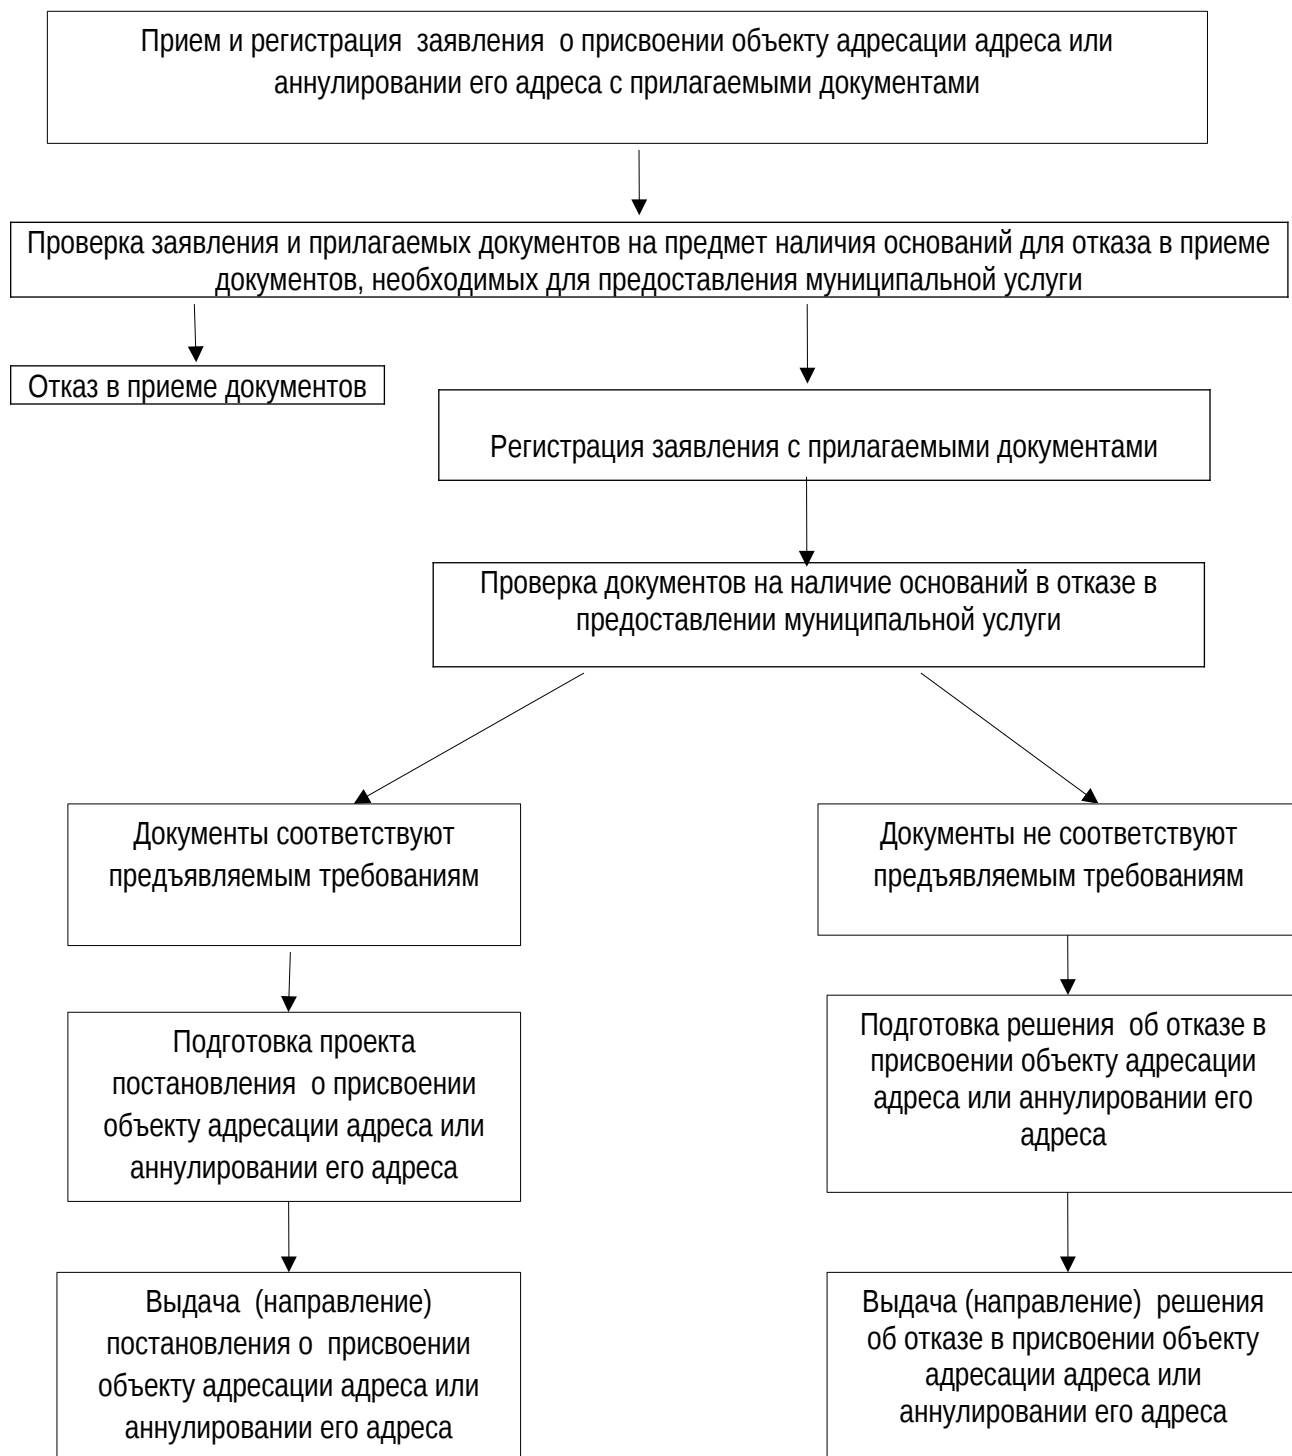 Прием и регистрация  заявления  о присвоении объекту адресации адреса или
аннулировании его адреса с прилагаемыми документами
Проверка заявления и прилагаемых документов на предмет наличия оснований для отказа в приеме
документов, необходимых для предоставления муниципальной услуги
Отказ в приеме документов
Регистрация заявления с прилагаемыми документами
Проверка документов на наличие оснований в отказе в
предоставлении муниципальной услуги
Документы соответствуют
предъявляемым требованиям
Документы не соответствуют
предъявляемым требованиям
Подготовка проекта
постановления  о присвоении
объекту адресации адреса или
аннулировании его адреса
Подготовка решения  об отказе в
присвоении объекту адресации
адреса или аннулировании его
адреса
Выдача  (направление)
постановления о  присвоении
объекту адресации адреса или
аннулировании его адреса
Выдача (направление)  решения
об отказе в присвоении объекту
адресации адреса или
аннулировании его адреса